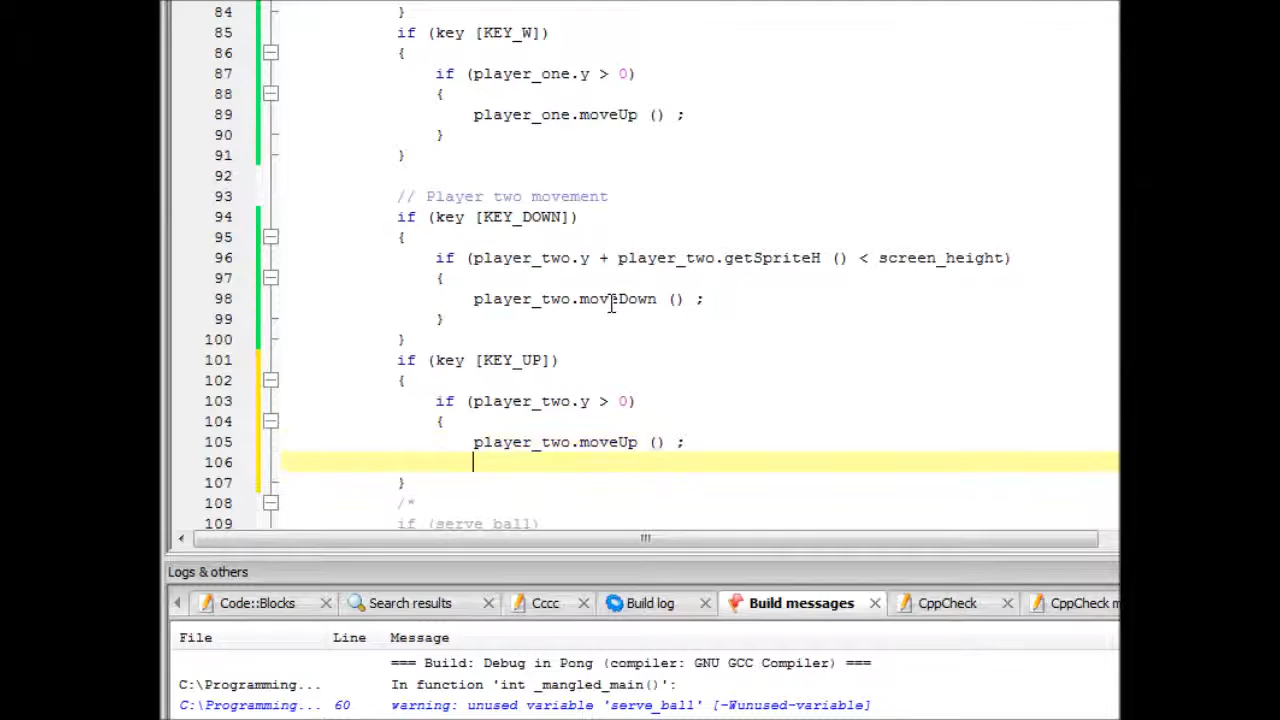 84 }
85 if (key [KEY_W])
86 {
87 if (player_one.y > 0)
88 {
89 player_one.moveUp () ;
90 }
91 }
92
93 // Player two movement
94 if (key [KEY_DOWN])
95 {
96 if (player_two.y + player_two.getSpriteH () < screen_height)
97 {
98 player_two.moveDown () ;
99 }
100 }
101 if (key [KEY_UP])
102 {
103 if (player_two.y > 0)
104 {
105 player_two.moveUp () ;
106
107 }
108 /*
109 if (serve_ball)
Logs & others
Code::Blocks Search results Cccc Build log Build messages CppCheck CppCheck m
File Line Message
=== Build: Debug in Pong (compiler: GNU GCC Compiler) ===
C:\Programming... In function 'int _mangled_main()':
C:\Programming... 60 warning: unused variable 'serve_ball' [-Wunused-variable]